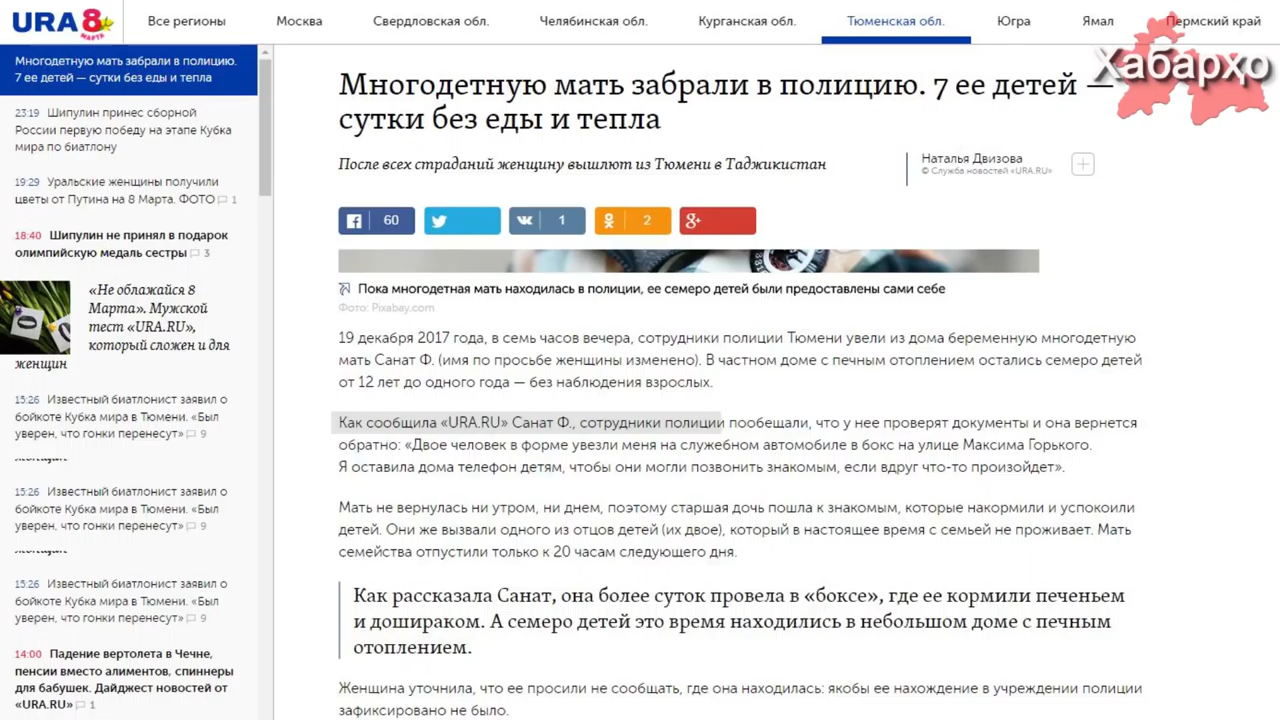 URA 8 МАРТА
Все регионы
Москва
Свердловская обл.
Челябинская обл.
Курганская обл.
Тюменская обл.
Югра
Ямал
Пермский край
Хабарҳо
Многодетную мать забрали в полицию.
7 ее детей — сутки без еды и тепла
23:19 Шипулин принес сборной
России первую победу на этапе Кубка
мира по биатлону
19:29 Уральские женщины получили
цветы от Путина на 8 Марта. ФОТО 1
18:40 Шипулин не принял в подарок
олимпийскую медаль сестры 3
«Не облажайся 8
Марта». Мужской
тест «URA.RU»,
который сложен и для
женщин
15:26 Известный биатлонист заявил о
бойкоте Кубка мира в Тюмени. «Был
уверен, что гонки перенесут» 9
15:26 Известный биатлонист заявил о
бойкоте Кубка мира в Тюмени. «Был
уверен, что гонки перенесут» 9
15:26 Известный биатлонист заявил о
бойкоте Кубка мира в Тюмени. «Был
уверен, что гонки перенесут» 9
14:00 Падение вертолета в Чечне,
пенсии вместо алиментов, спиннеры
для бабушек. Дайджест новостей от
«URA.RU» 1
Многодетную мать забрали в полицию. 7 ее детей —
сутки без еды и тепла
После всех страданий женщину вышлют из Тюмени в Таджикистан
Наталья Двизова
© Служба новостей «URA.RU»
60
1
2
Пока многодетная мать находилась в полиции, ее семеро детей были предоставлены сами себе
Фото: Pixabay.com
19 декабря 2017 года, в семь часов вечера, сотрудники полиции Тюмени увели из дома беременную многодетную
мать Санат Ф. (имя по просьбе женщины изменено). В частном доме с печным отоплением остались семеро детей
от 12 лет до одного года — без наблюдения взрослых.
Как сообщила «URA.RU» Санат Ф., сотрудники полиции пообещали, что у нее проверят документы и она вернется
обратно: «Двое человек в форме увезли меня на служебном автомобиле в бокс на улице Максима Горького.
Я оставила дома телефон детям, чтобы они могли позвонить знакомым, если вдруг что-то произойдет».
Мать не вернулась ни утром, ни днем, поэтому старшая дочь пошла к знакомым, которые накормили и успокоили
детей. Они же вызвали одного из отцов детей (их двое), который в настоящее время с семьей не проживает. Мать
семейства отпустили только к 20 часам следующего дня.
Как рассказала Санат, она более суток провела в «боксе», где ее кормили печеньем
и дошираком. А семеро детей это время находились в небольшом доме с печным
отоплением.
Женщина уточнила, что ее просили не сообщать, где она находилась: якобы ее нахождение в учреждении полиции
зафиксировано не было.